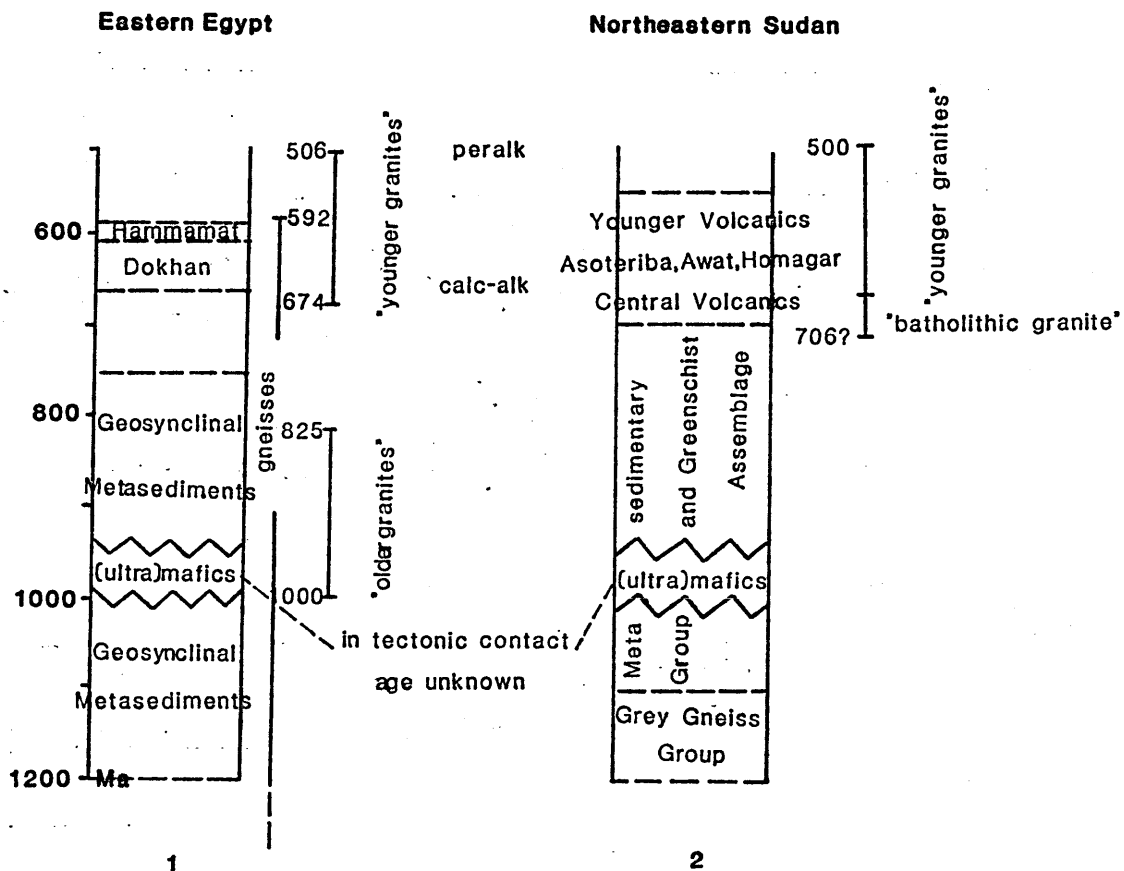 Eastern Egypt
Northeastern Sudan
506
"younger granites"
peralk
592
600
Hammamat
Dokhan
calc-alk
674
gneisses
800
Geosynclinal
825
Metasediments
"older granites"
(ultra)mafics
1000
000
in tectonic contact
age unknown
Geosynclinal
Metasediments
1200 Ma
1
500
"younger granites"
Younger Volcanics
Asoteriba,Awat,Homagar
Central Volcancs
706?
"batholithic granite"
sedimentary
and Greenschist
Assemblage
(ultra)mafics
Meta
Group
Grey Gneiss
Group
2